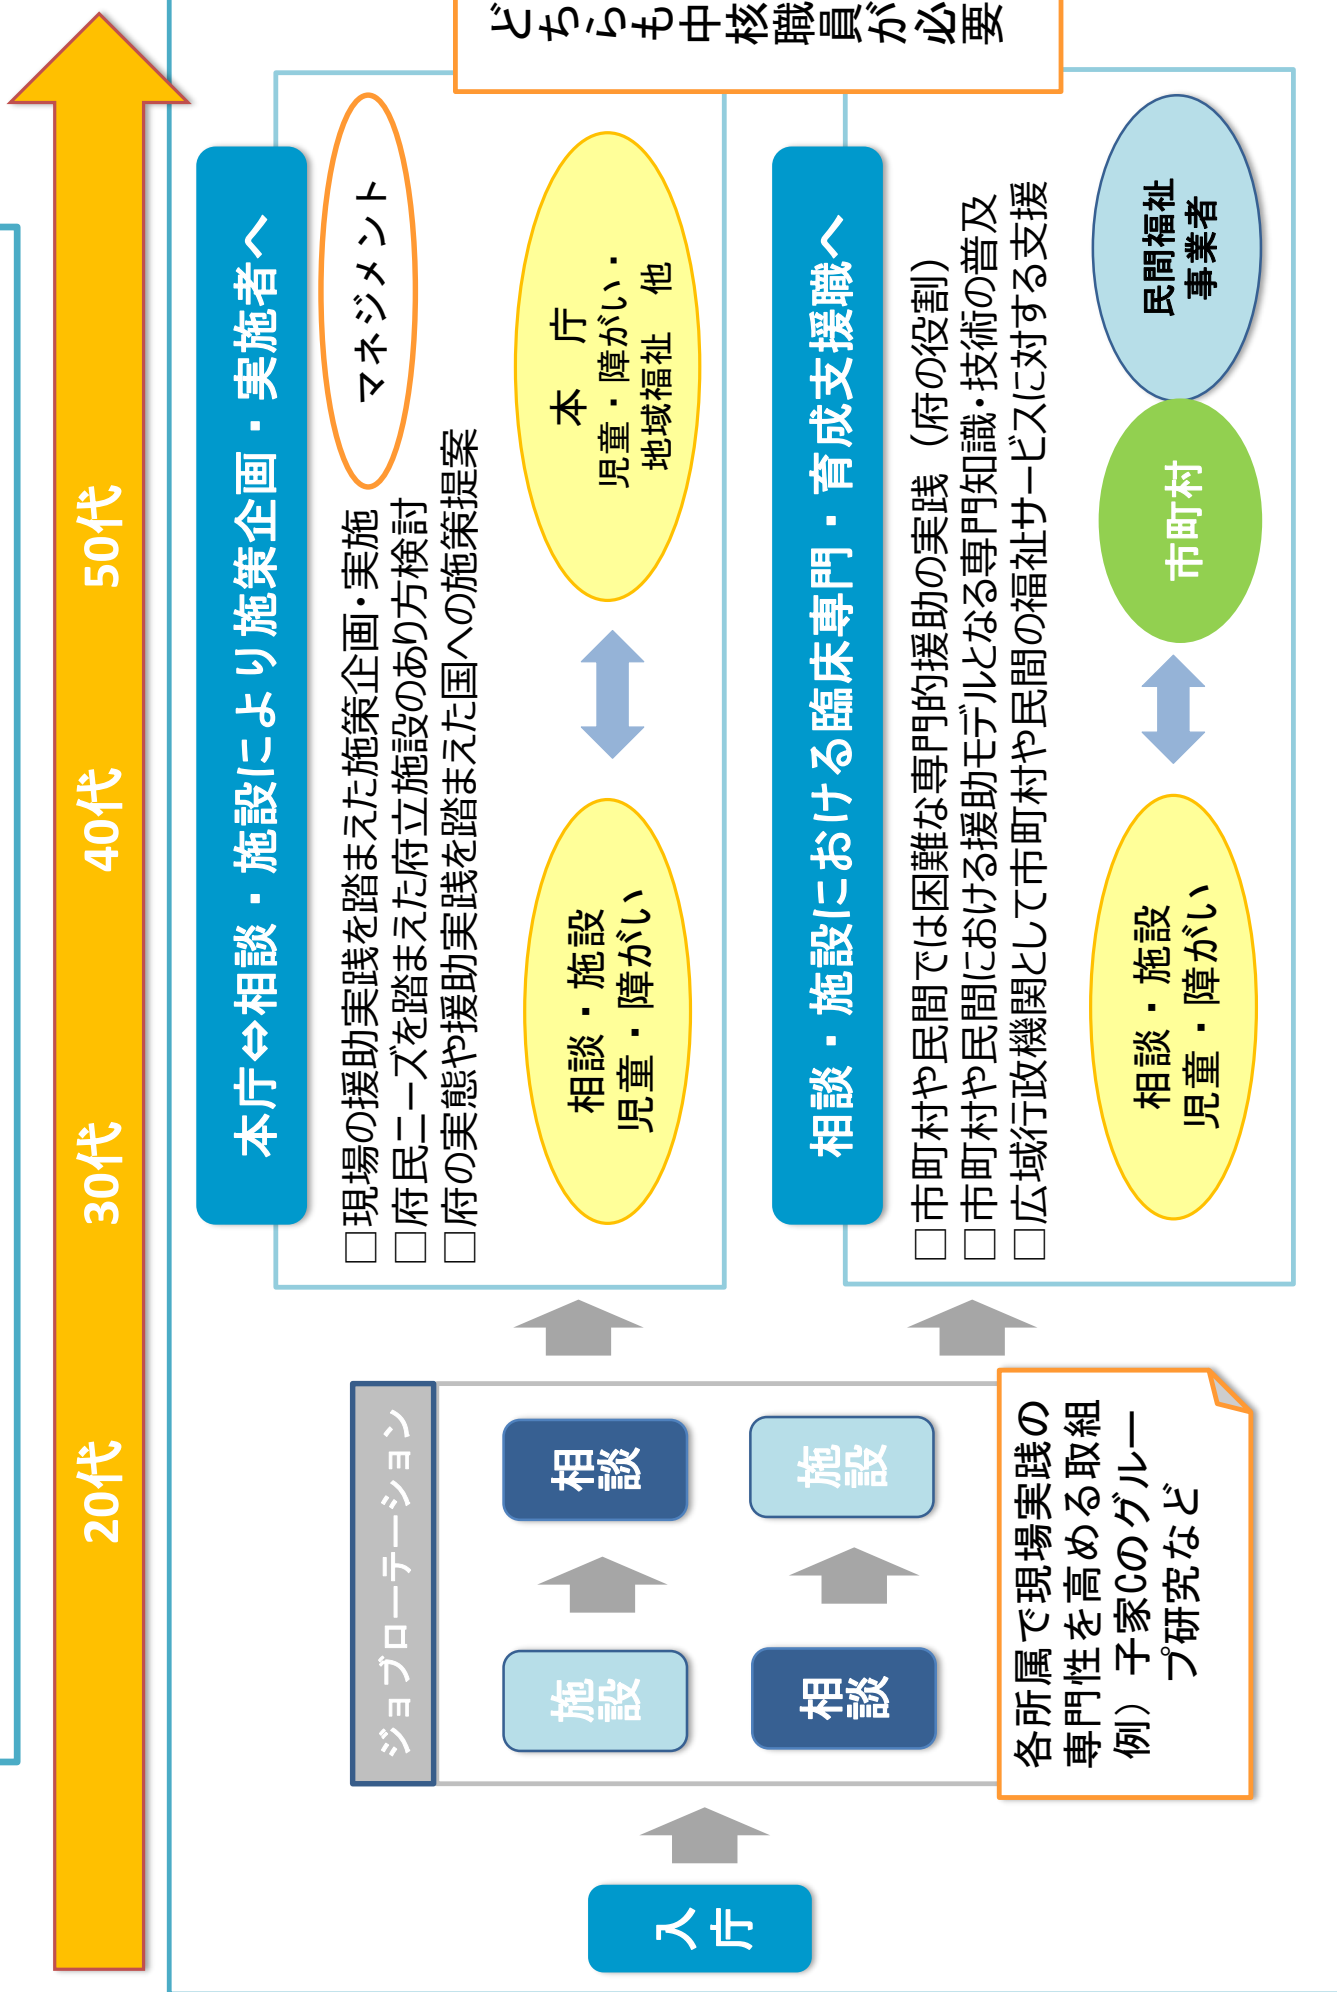 20代
30代
40代
50代
本庁⇔相談・施設により施策企画・実施者へ
マネジメント
□現場の援助実践を踏まえた施策企画・実施
□府民ニーズを踏まえた府立施設のあり方検討
□府の実態や援助実践を踏まえた国への施策提案
相談・施設
児童・障がい
本　庁
児童・障がい・
地域福祉　他
どちらも中核職員が必要
相談・施設における臨床専門・育成支援職へ
□市町村や民間では困難な専門的援助の実践（府の役割）
□市町村や民間における援助モデルとなる専門知識・技術の普及
□広域行政機関として市町村や民間の福祉サービスに対する支援
相談・施設
児童・障がい
市町村
民間福祉
事業者
ジョブローテーション
施設
相談
相談
施設
入庁
各所属で現場実践の
専門性を高める取組
例）子家Cのグルー
プ研究など